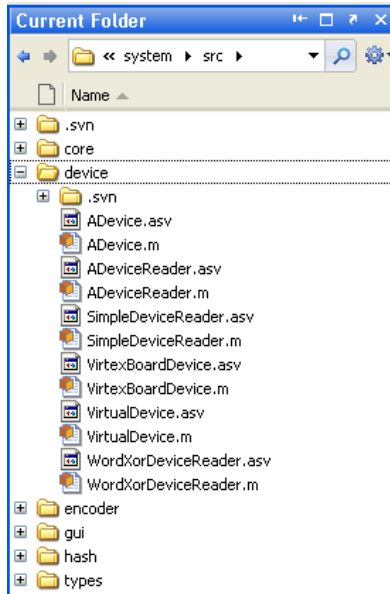 Current Folder
« system ▸ src ▸
Name
.svn
core
device
.svn
ADevice.asv
ADevice.m
ADeviceReader.asv
ADeviceReader.m
SimpleDeviceReader.asv
SimpleDeviceReader.m
VirtexBoardDevice.asv
VirtexBoardDevice.m
VirtualDevice.asv
VirtualDevice.m
WordXorDeviceReader.asv
WordXorDeviceReader.m
encoder
gui
hash
types